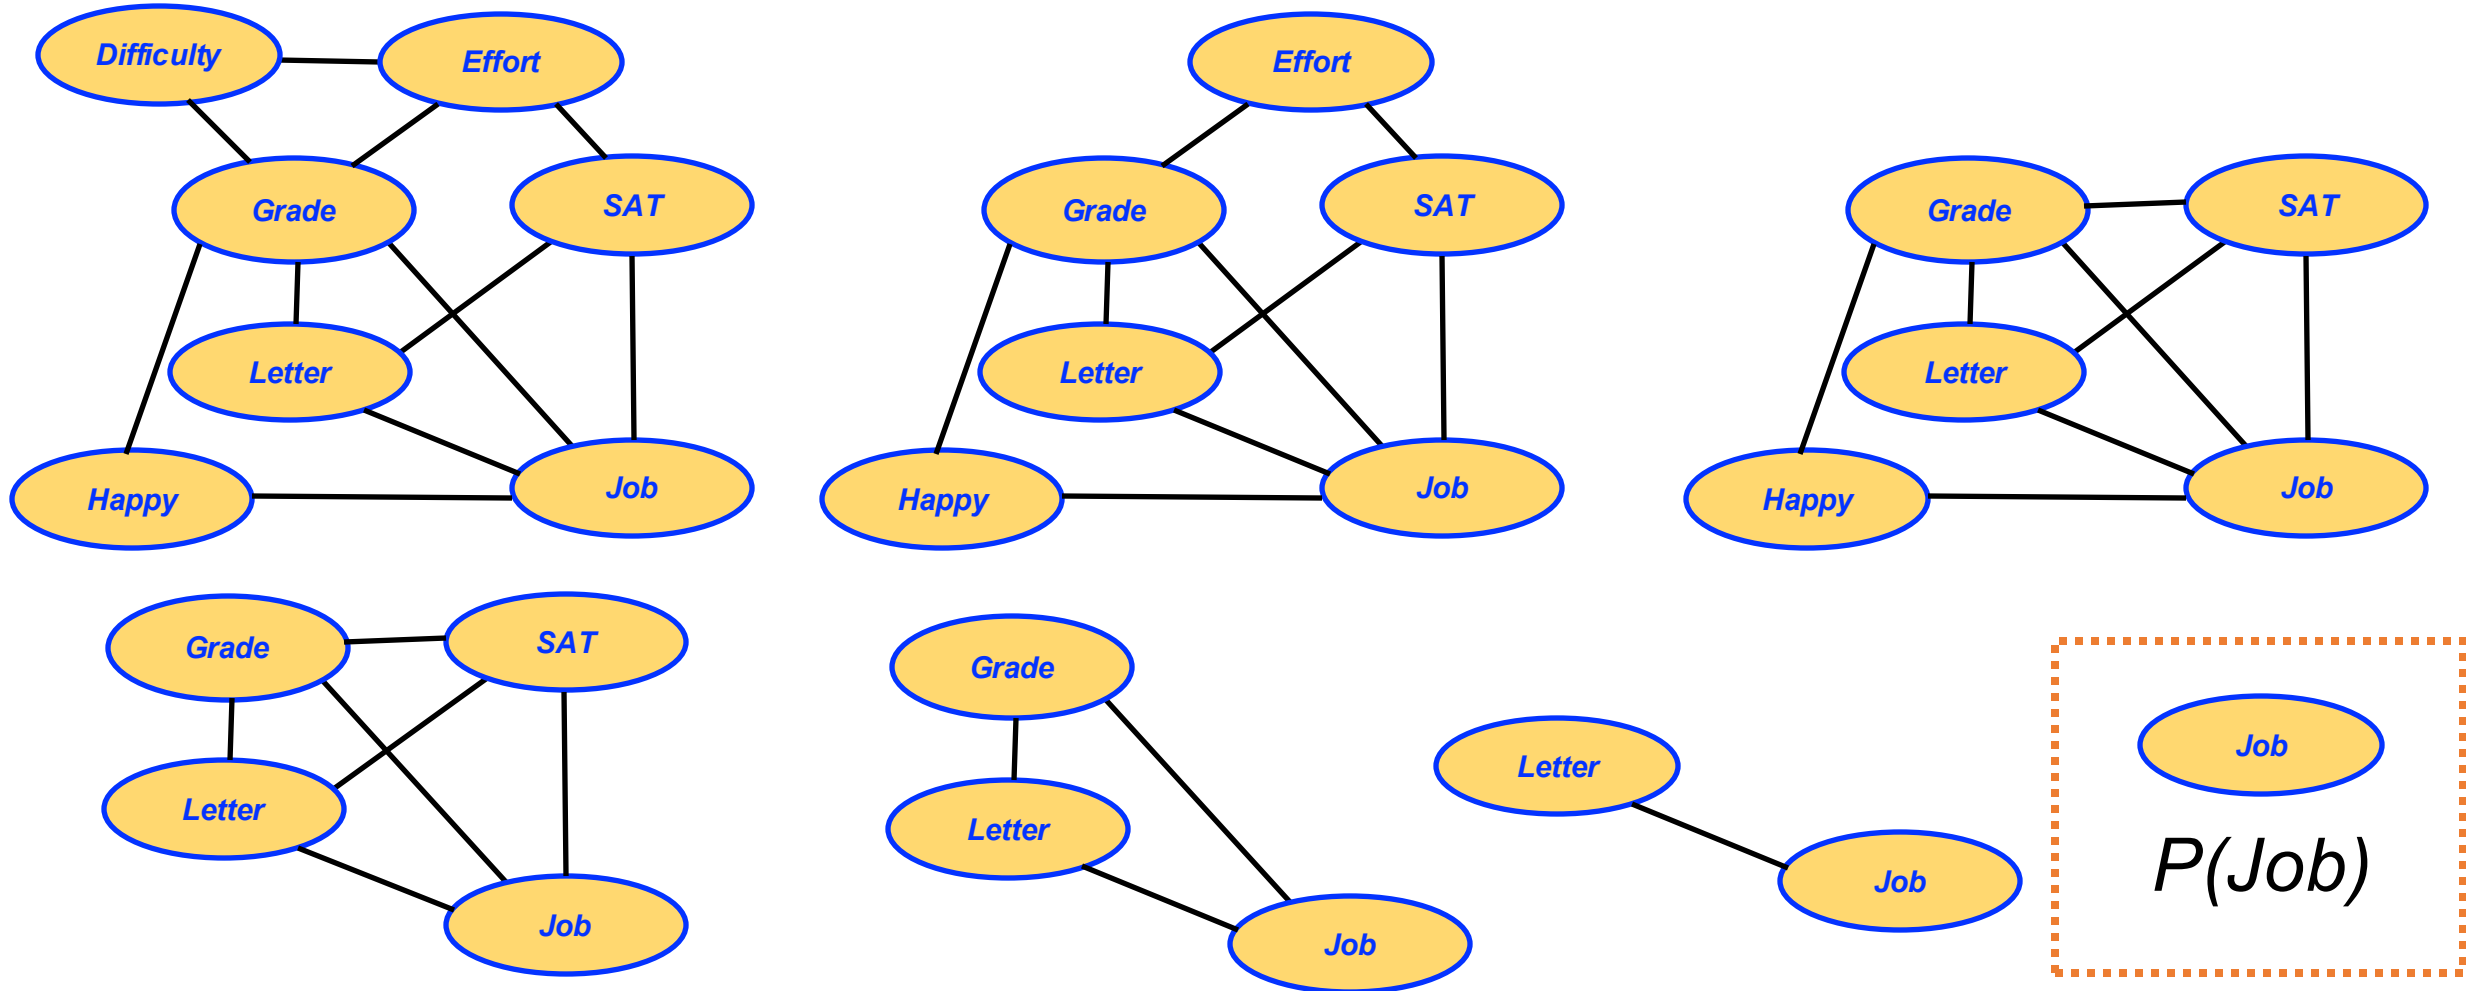 Difficulty
Effort
Grade
SAT
Letter
Happy
Job
Effort
Grade
SAT
Letter
Happy
Job
Grade
SAT
Letter
Happy
Job
Grade
SAT
Letter
Job
Grade
Letter
Job
Letter
Job
Job
P(Job)